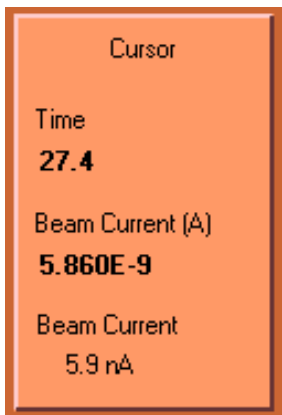 Cursor
Time
27.4
Beam Current (A)
5.860E-9
Beam Current
5.9 nA